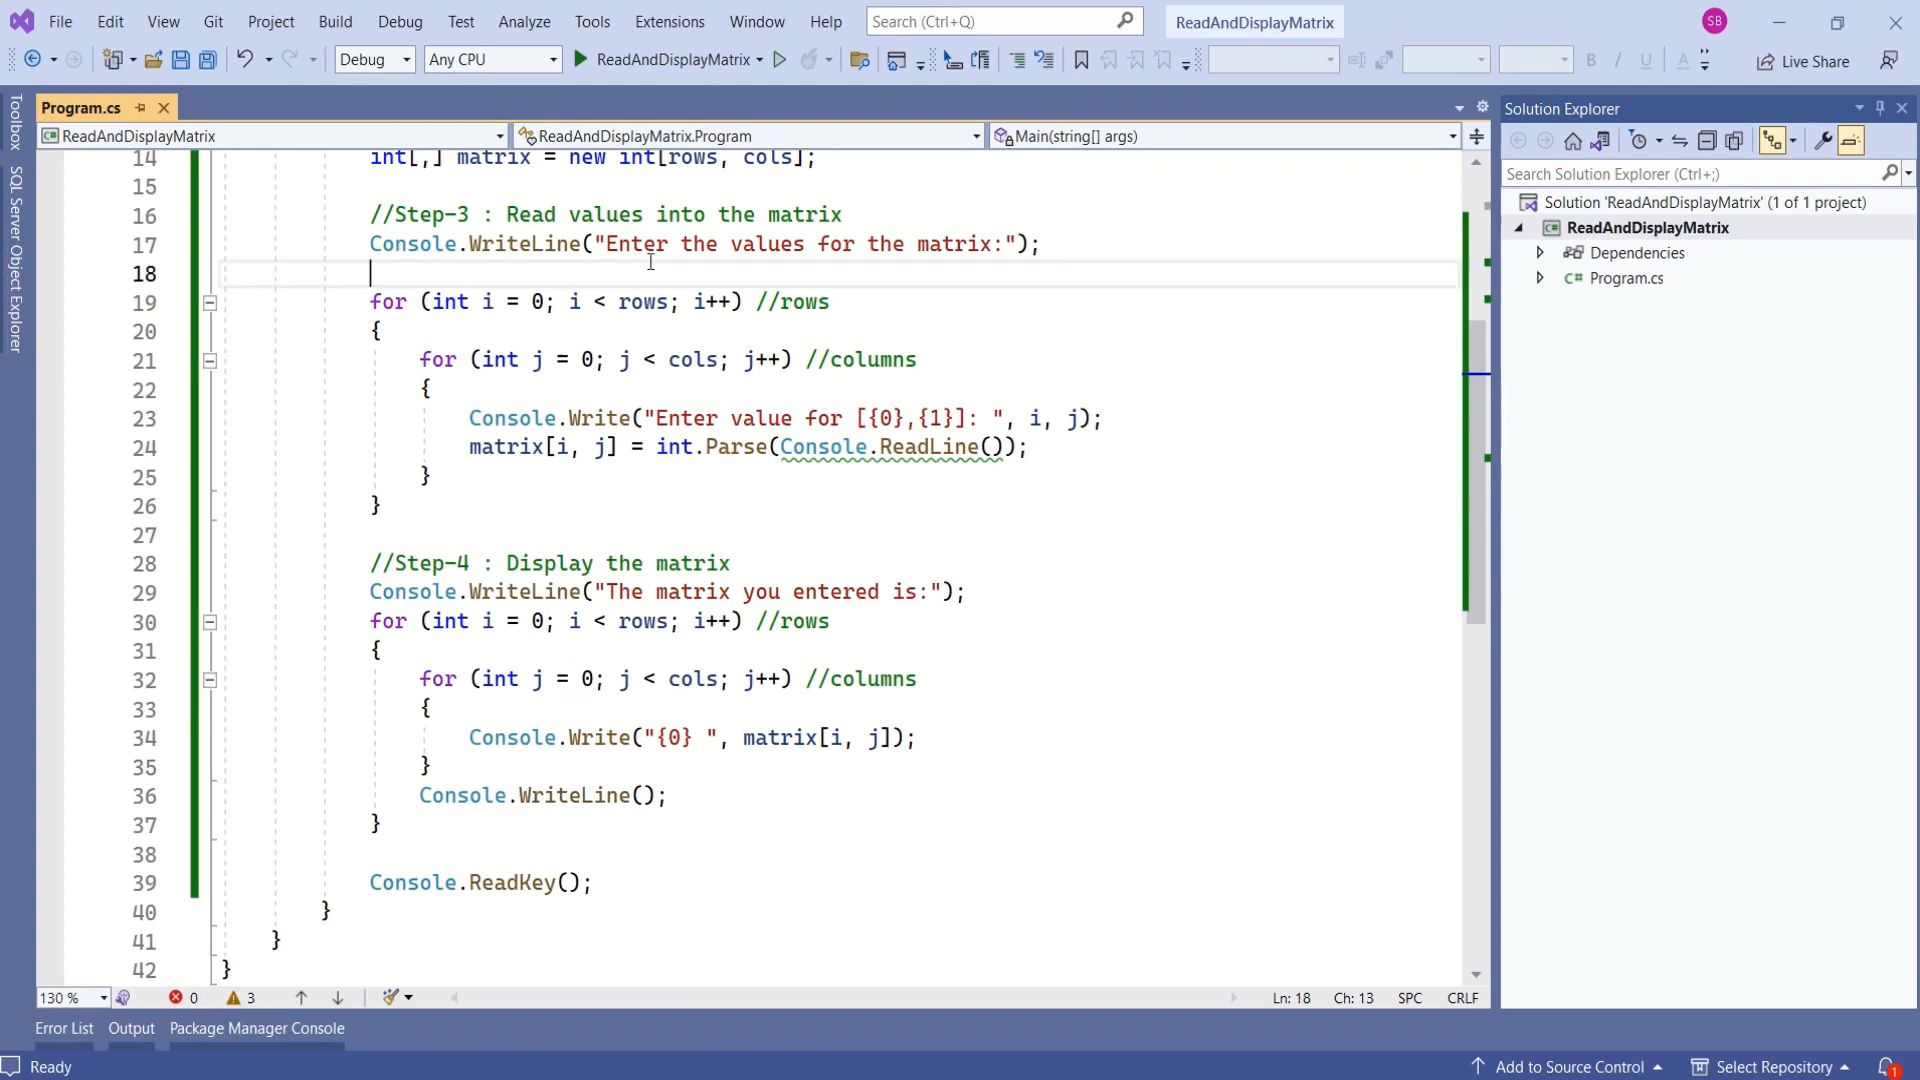 File Edit View Git Project Build Debug Test Analyze Tools Extensions Window Help Search (Ctrl+Q) ReadAndDisplayMatrix SB
Debug Any CPU ReadAndDisplayMatrix Live Share
Toolbox
SQL Server Object Explorer
Program.cs
ReadAndDisplayMatrix ReadAndDisplayMatrix.Program Main(string[] args)
14 int[,] matrix = new int[rows, cols];
15
16 //Step-3 : Read values into the matrix
17 Console.WriteLine("Enter the values for the matrix:");
18
19 for (int i = 0; i < rows; i++) //rows
20 {
21 for (int j = 0; j < cols; j++) //columns
22 {
23 Console.Write("Enter value for [{0},{1}]: ", i, j);
24 matrix[i, j] = int.Parse(Console.ReadLine());
25 }
26 }
27
28 //Step-4 : Display the matrix
29 Console.WriteLine("The matrix you entered is:");
30 for (int i = 0; i < rows; i++) //rows
31 {
32 for (int j = 0; j < cols; j++) //columns
33 {
34 Console.Write("{0} ", matrix[i, j]);
35 }
36 Console.WriteLine();
37 }
38
39 Console.ReadKey();
40 }
41 }
42 }
130 % 0 3 Ln: 18 Ch: 13 SPC CRLF
Solution Explorer
Search Solution Explorer (Ctrl+;)
Solution 'ReadAndDisplayMatrix' (1 of 1 project)
ReadAndDisplayMatrix
Dependencies
C# Program.cs
Error List Output Package Manager Console
Ready Add to Source Control Select Repository 1